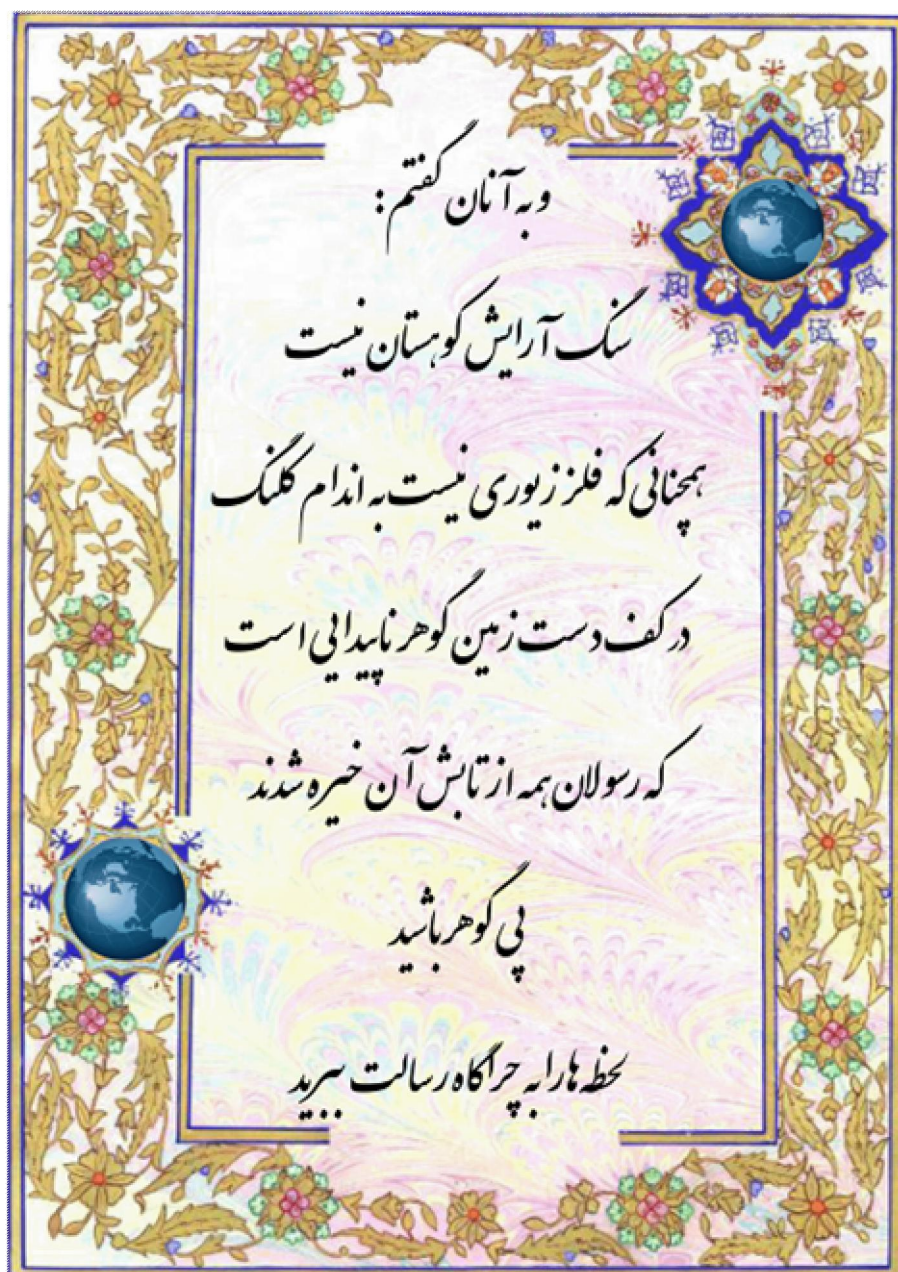 و به آنان گفتم :
سنگ آرایش کوهستان نیست
همچنانی که فلز زیوری نیست به اندام کلنگ
در کف دست زمین گوهر ناپیدایی است
که رسولان همه از تابش آن خیره شدند
پی گوهر باشید
لحظه ها را به چراگاه رسالت ببرید